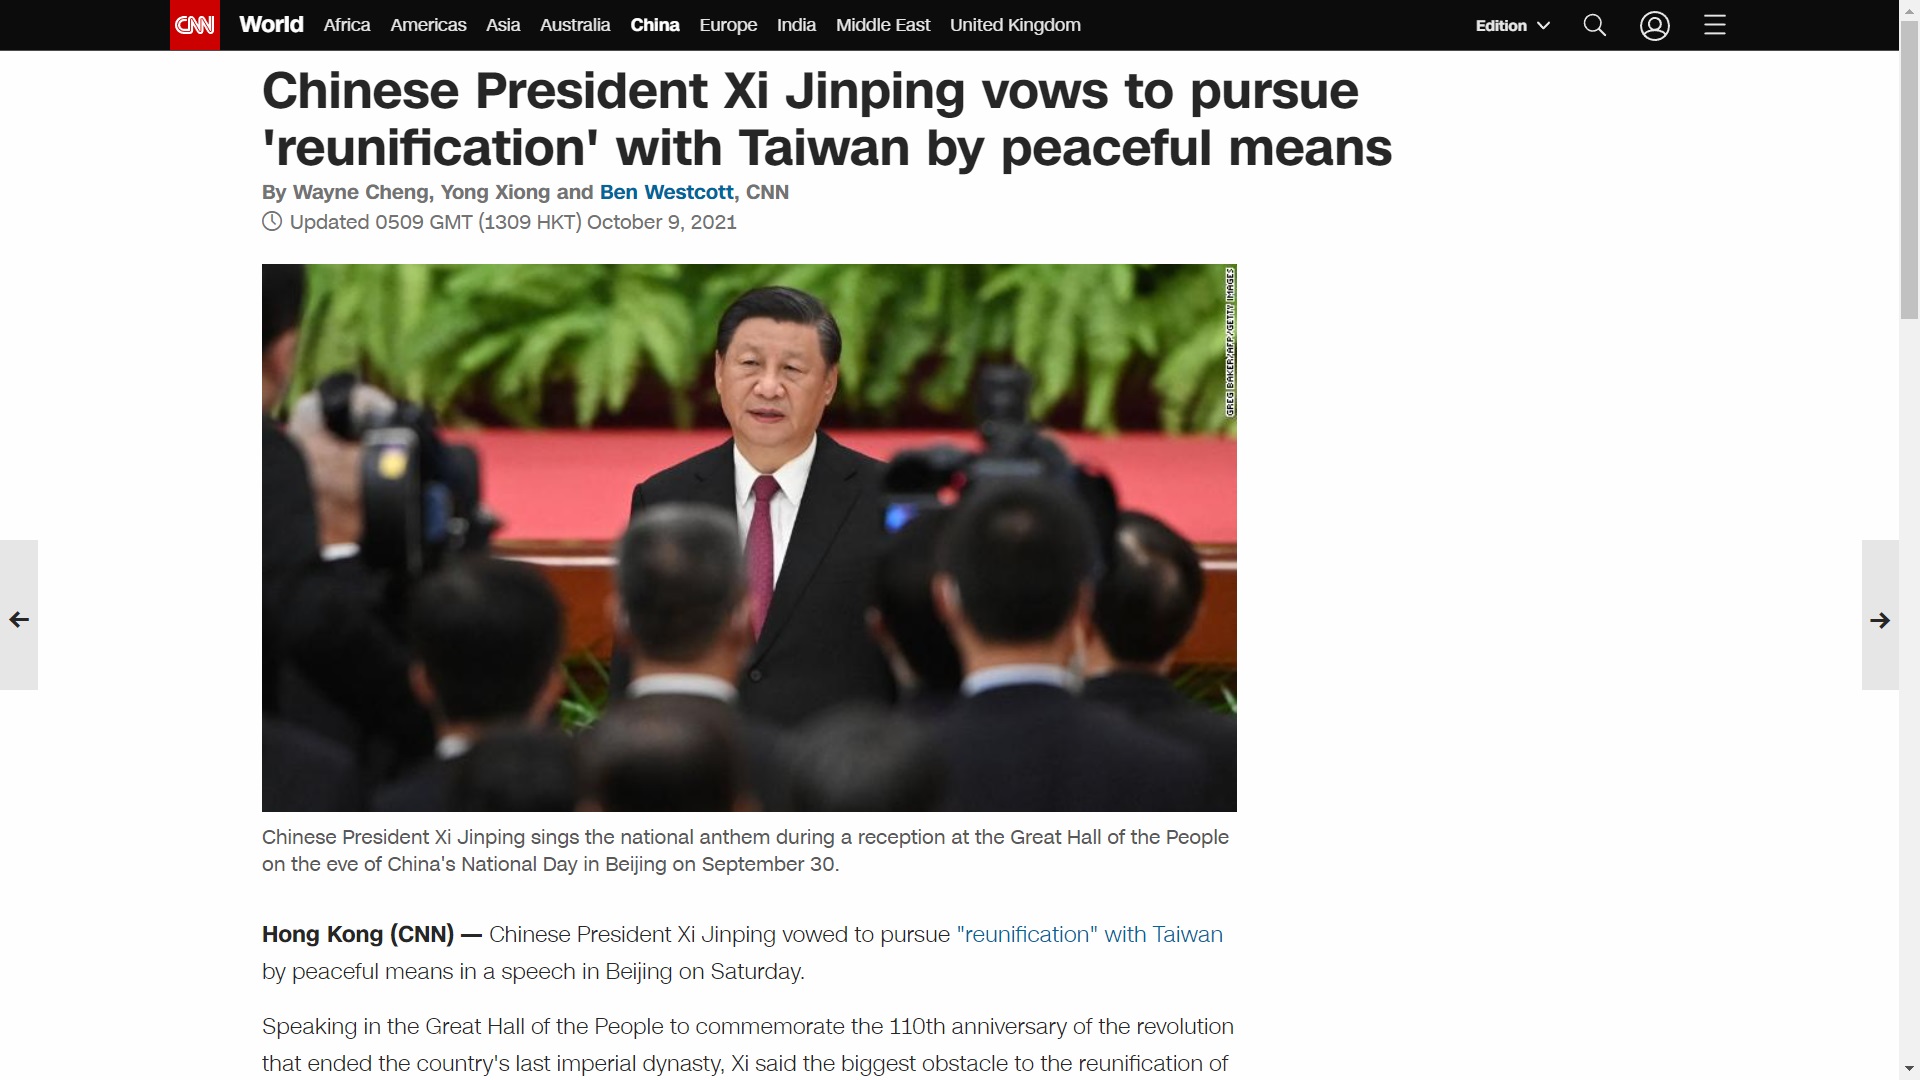 CNN World Africa Americas Asia Australia China Europe India Middle East United Kingdom Edition
Chinese President Xi Jinping vows to pursue
'reunification' with Taiwan by peaceful means
By Wayne Cheng, Yong Xiong and Ben Westcott, CNN
Updated 0509 GMT (1309 HKT) October 9, 2021
GREG BAKER/AFP/GETTY IMAGES
Chinese President Xi Jinping sings the national anthem during a reception at the Great Hall of the People
on the eve of China's National Day in Beijing on September 30.
Hong Kong (CNN) — Chinese President Xi Jinping vowed to pursue "reunification" with Taiwan
by peaceful means in a speech in Beijing on Saturday.
Speaking in the Great Hall of the People to commemorate the 110th anniversary of the revolution
that ended the country's last imperial dynasty, Xi said the biggest obstacle to the reunification of